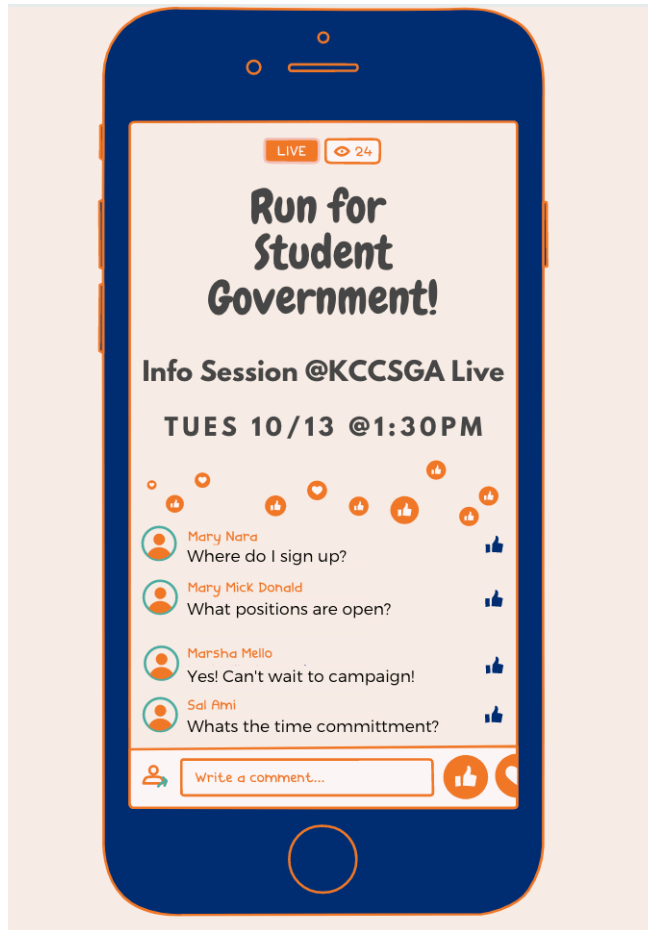 LIVE 24
Run for
Student
Government!
Info Session @KCCSGA Live
TUES 10/13 @1:30PM
Mary Nara
Where do I sign up?
Mary Mick Donald
What positions are open?
Marsha Mello
Yes! Can't wait to campaign!
Sal Ami
Whats the time committment?
Write a comment...